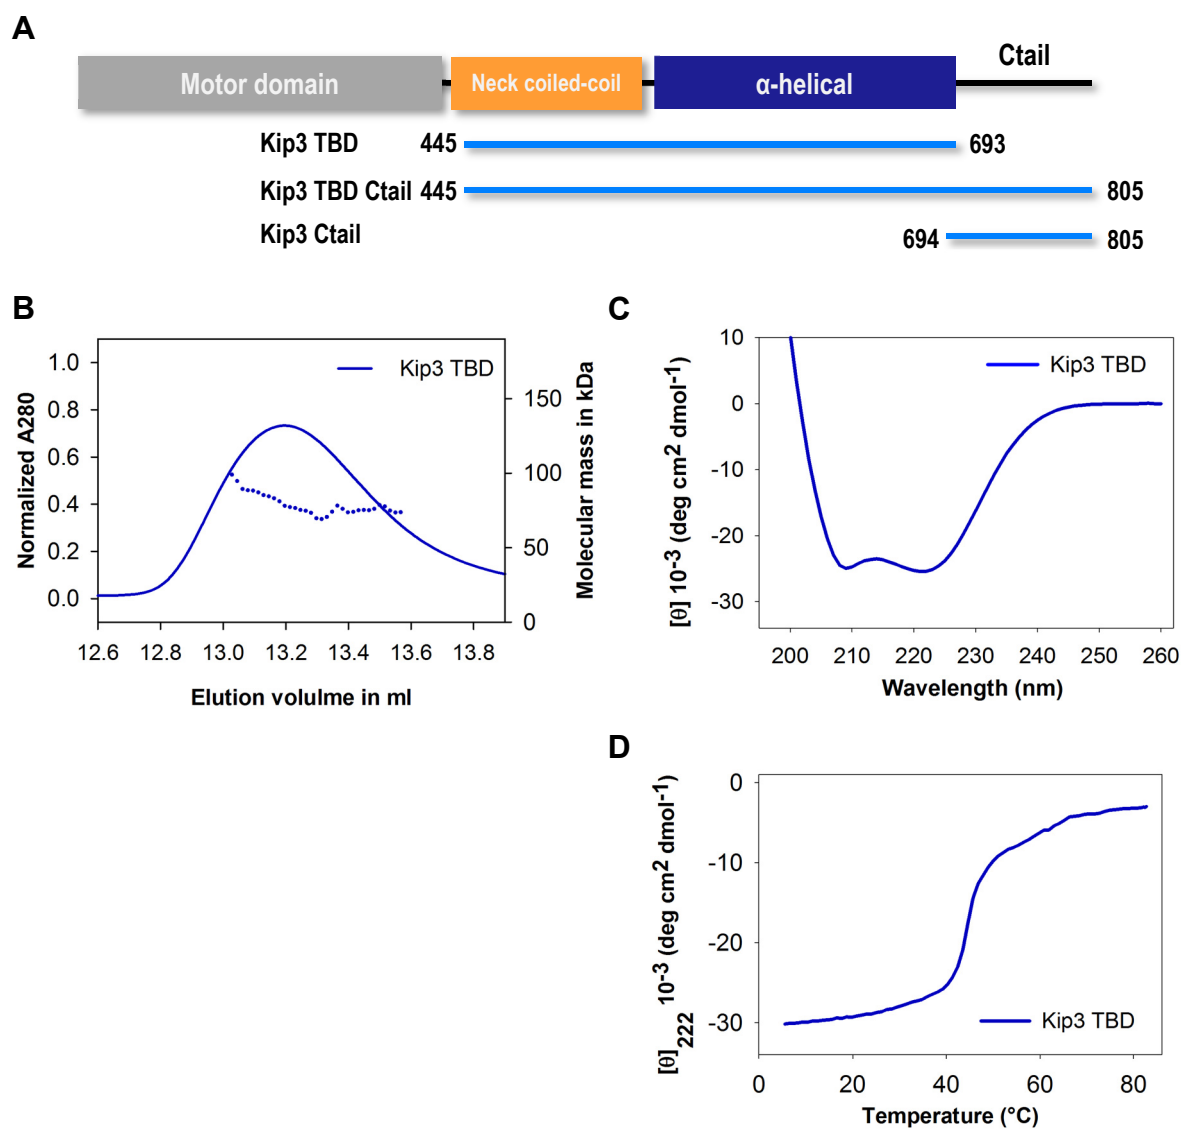 A
Motor domain
Neck coiled-coil
α-helical
Ctail
Kip3 TBD 445 693
Kip3 TBD Ctail 445 805
Kip3 Ctail 694 805
B
Kip3 TBD
Normalized A280
1.0
0.8
0.6
0.4
0.2
0.0
Molecular mass in kDa
150
100
50
0
12.6 12.8 13.0 13.2 13.4 13.6 13.8
Elution volulme in ml
C
Kip3 TBD
[θ] 10-3 (deg cm2 dmol-1)
10
0
-10
-20
-30
200 210 220 230 240 250 260
Wavelength (nm)
D
[θ]222 10-3 (deg cm2 dmol-1)
0
-10
-20
-30
Kip3 TBD
0 20 40 60 80
Temperature (°C)